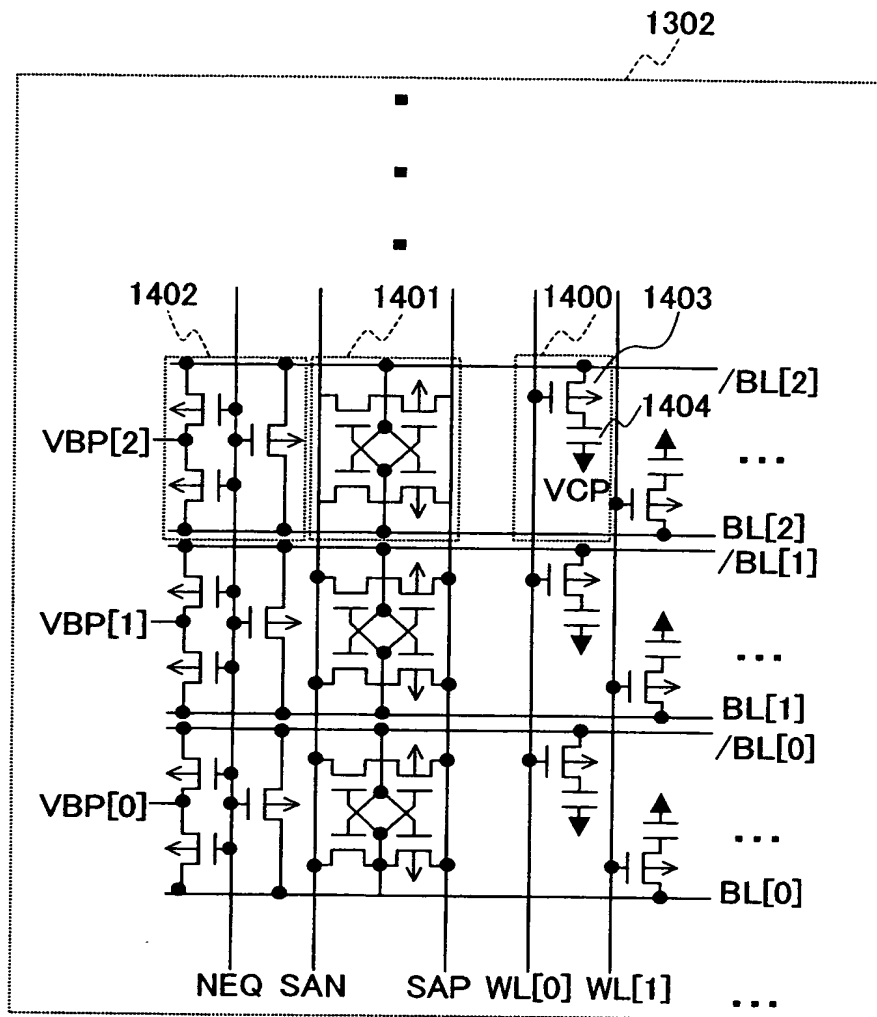 1302
1402 1401 1400 1403
/BL[2]
1404
VBP[2] ...
VCP
BL[2]
/BL[1]
VBP[1] ...
BL[1]
/BL[0]
VBP[0] ...
BL[0]
NEQ SAN SAP WL[0] WL[1] ...